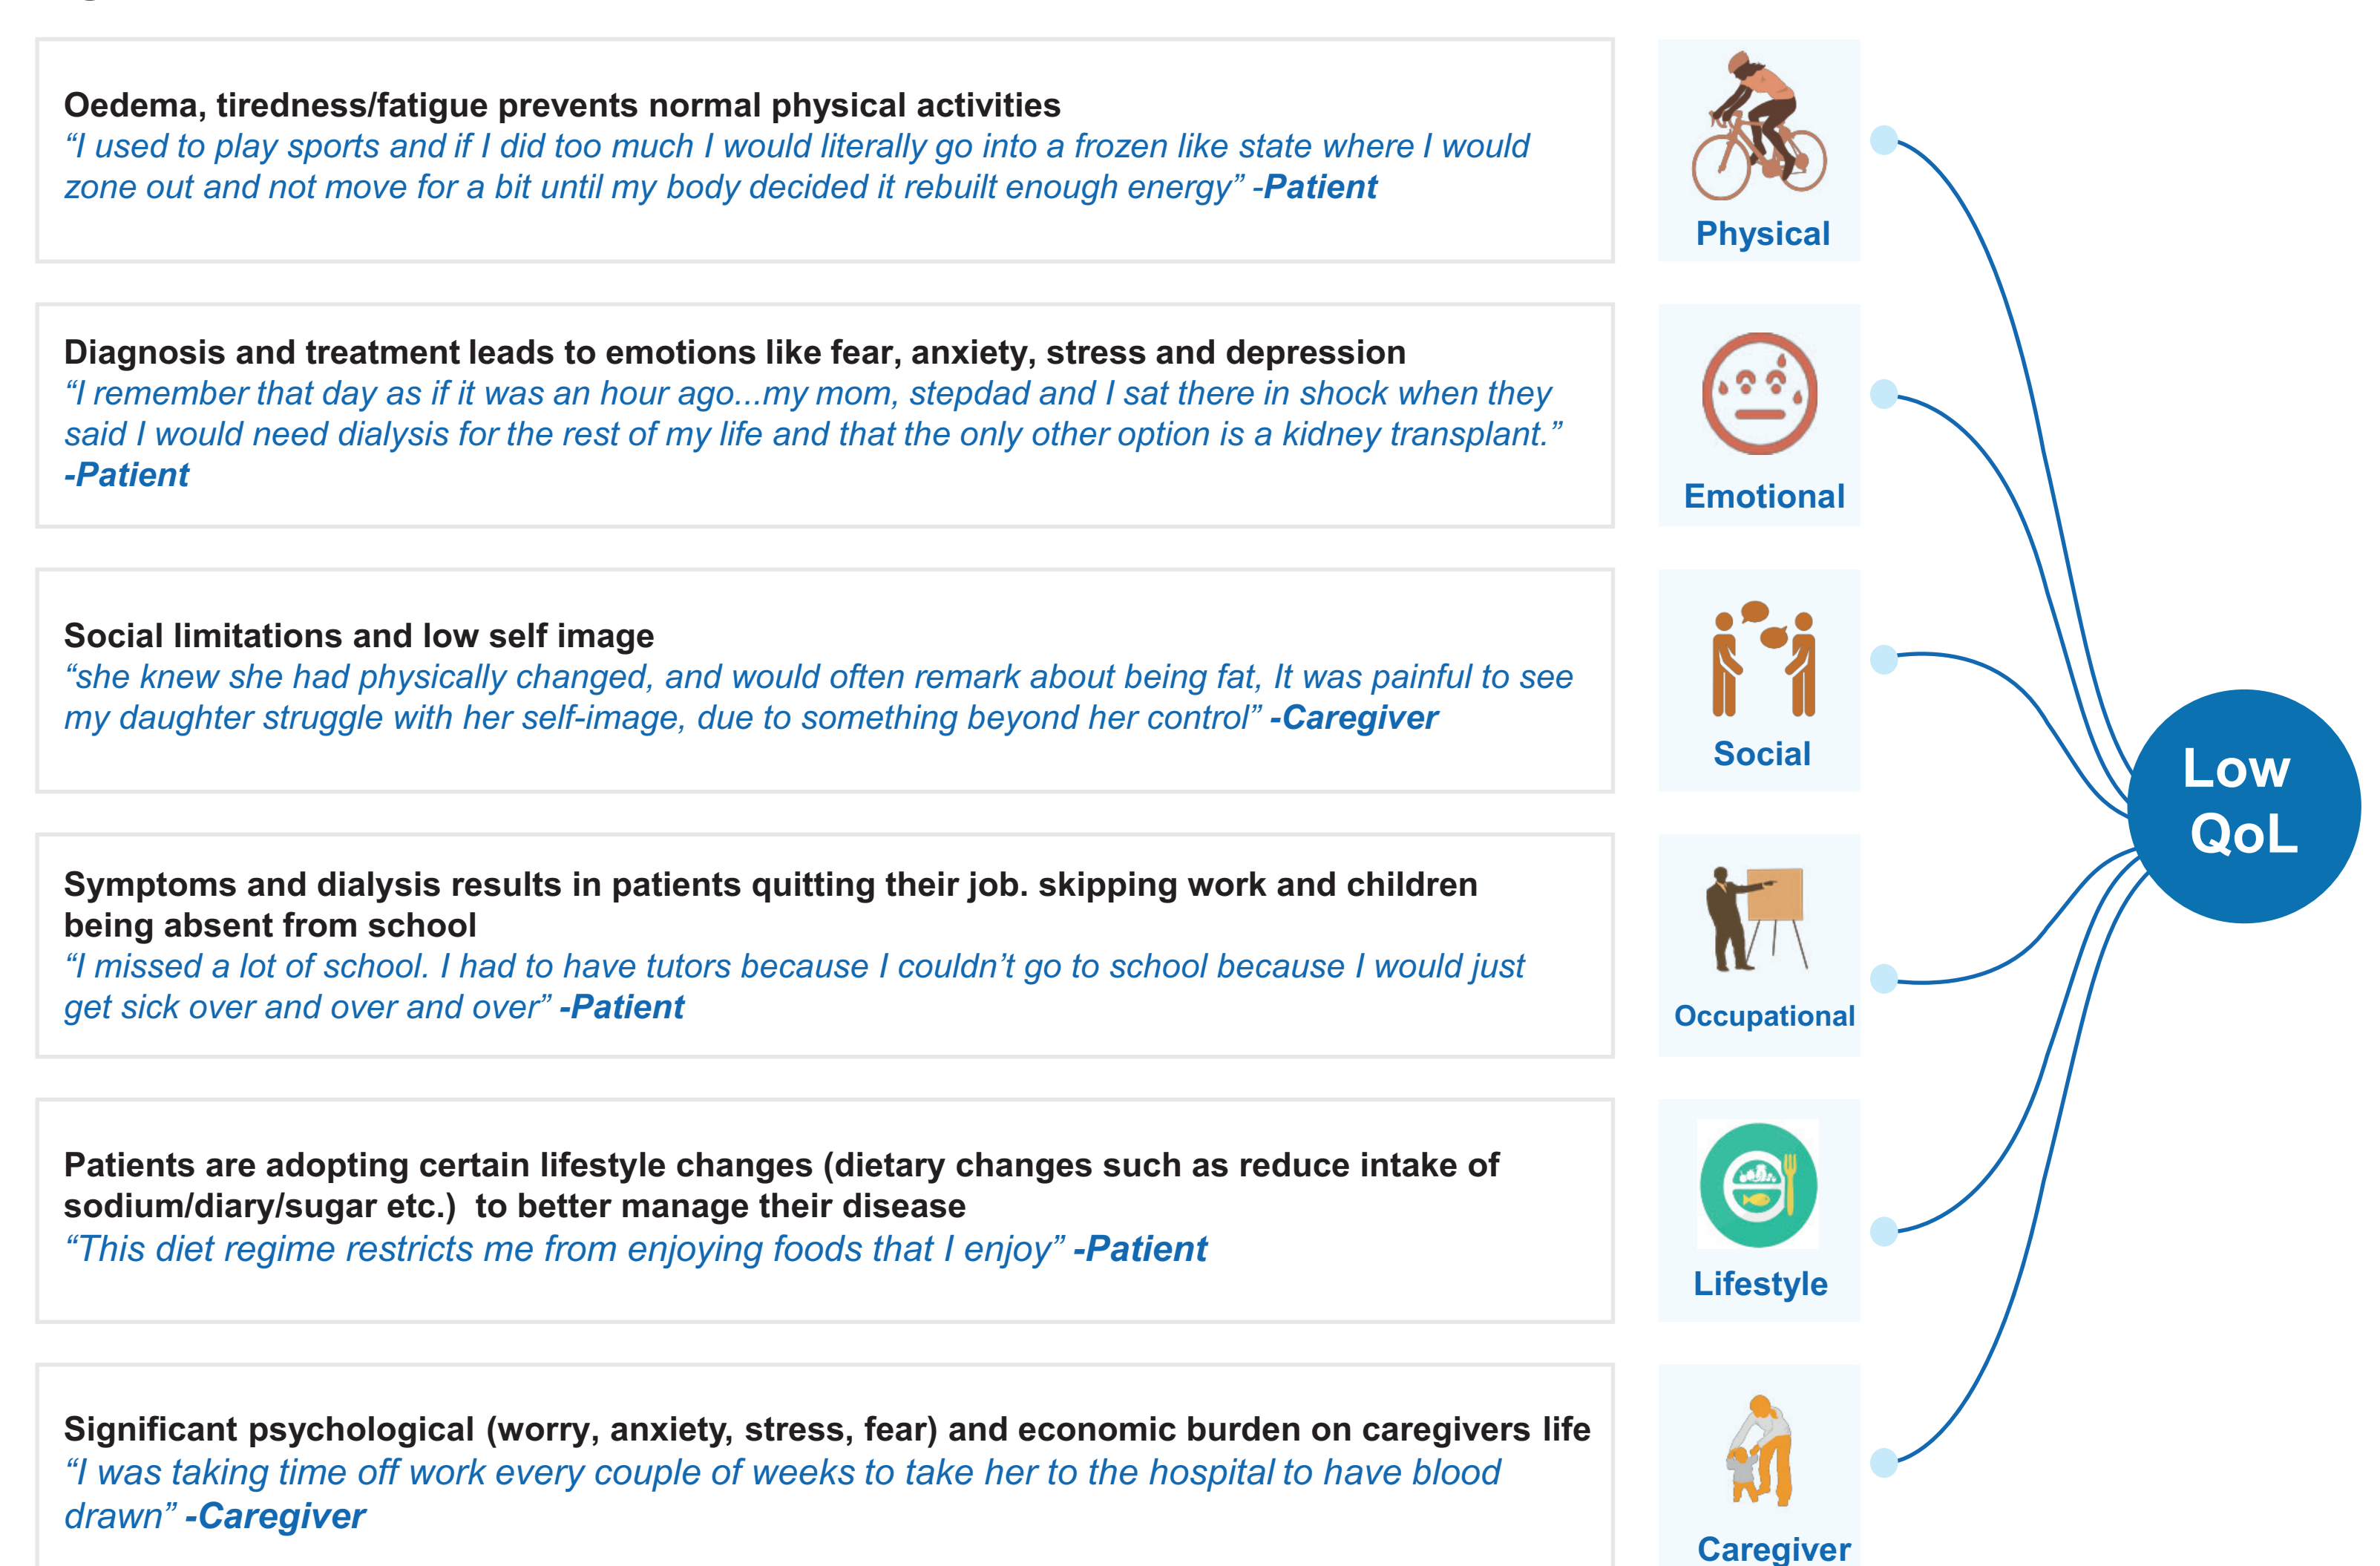 Oedema, tiredness/fatigue prevents normal physical activities
“I used to play sports and if I did too much I would literally go into a frozen like state where I would
zone out and not move for a bit until my body decided it rebuilt enough energy” -Patient
Physical
Diagnosis and treatment leads to emotions like fear, anxiety, stress and depression
“I remember that day as if it was an hour ago...my mom, stepdad and I sat there in shock when they
said I would need dialysis for the rest of my life and that the only other option is a kidney transplant.”
-Patient
Emotional
Social limitations and low self image
“she knew she had physically changed, and would often remark about being fat, It was painful to see
my daughter struggle with her self-image, due to something beyond her control” -Caregiver
Social
Low
QoL
Symptoms and dialysis results in patients quitting their job. skipping work and children
being absent from school
“I missed a lot of school. I had to have tutors because I couldn’t go to school because I would just
get sick over and over and over” -Patient
Occupational
Patients are adopting certain lifestyle changes (dietary changes such as reduce intake of
sodium/diary/sugar etc.)  to better manage their disease
“This diet regime restricts me from enjoying foods that I enjoy” -Patient
Lifestyle
Significant psychological (worry, anxiety, stress, fear) and economic burden on caregivers life
“I was taking time off work every couple of weeks to take her to the hospital to have blood
drawn” -Caregiver
Caregiver